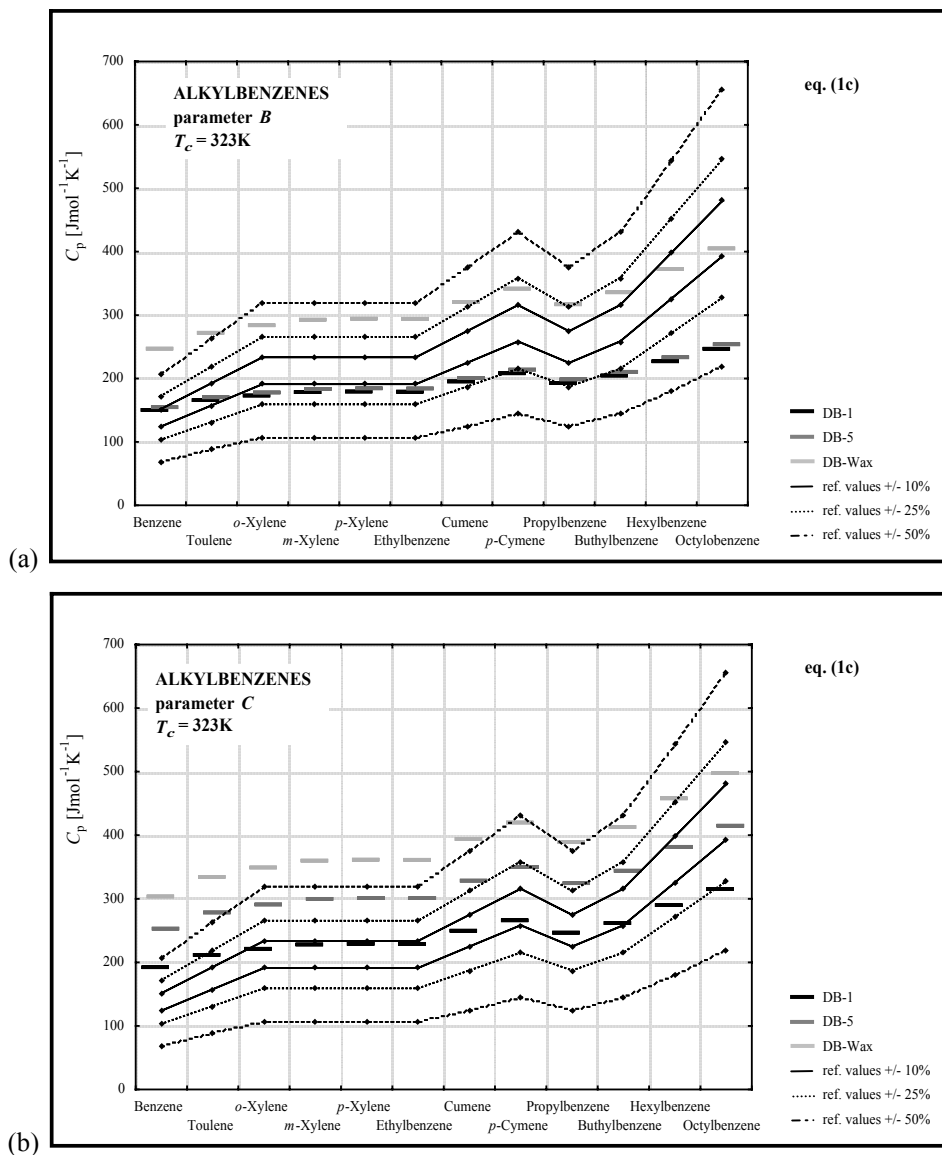 700
600
500
400
300
200
100
0
C_p [Jmol⁻¹K⁻¹]
ALKYLBENZENES
parameter B
T_c = 323K
eq. (1c)
DB-1
DB-5
DB-Wax
ref. values +/- 10%
ref. values +/- 25%
ref. values +/- 50%
Benzene o-Xylene p-Xylene Cumene Propylbenzene Hexylbenzene
Toulene m-Xylene Ethylbenzene p-Cymene Buthylbenzene Octylobenzene
(a)
700
600
500
400
300
200
100
0
C_p [Jmol⁻¹K⁻¹]
ALKYLBENZENES
parameter C
T_c = 323K
eq. (1c)
DB-1
DB-5
DB-Wax
ref. values +/- 10%
ref. values +/- 25%
ref. values +/- 50%
Benzene o-Xylene p-Xylene Cumene Propylbenzene Hexylbenzene
Toulene m-Xylene Ethylbenzene p-Cymene Buthylbenzene Octylbenzene
(b)